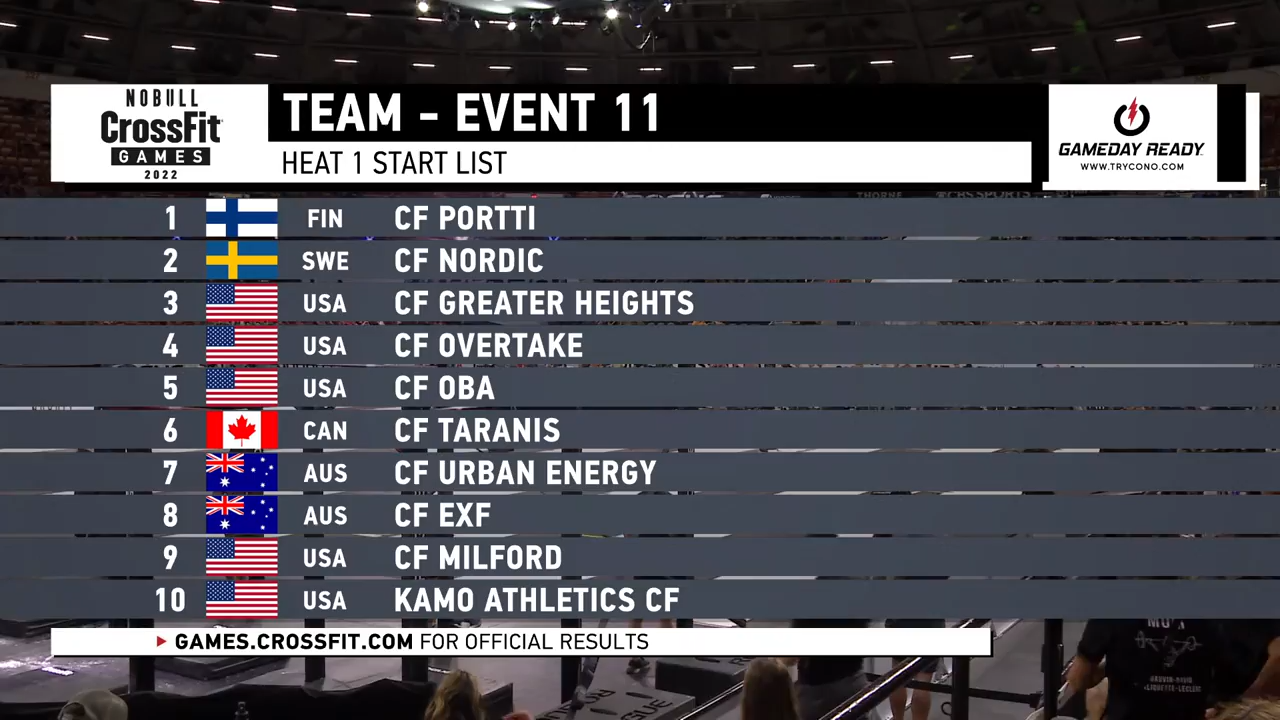 NOBULL
CrossFit
GAMES
2022
TEAM - EVENT 11
HEAT 1 START LIST
GAMEDAY READY
WWW.TRYCONO.COM
1 FIN CF PORTTI
2 SWE CF NORDIC
3 USA CF GREATER HEIGHTS
4 USA CF OVERTAKE
5 USA CF OBA
6 CAN CF TARANIS
7 AUS CF URBAN ENERGY
8 AUS CF EXF
9 USA CF MILFORD
10 USA KAMO ATHLETICS CF
GAMES.CROSSFIT.COM FOR OFFICIAL RESULTS